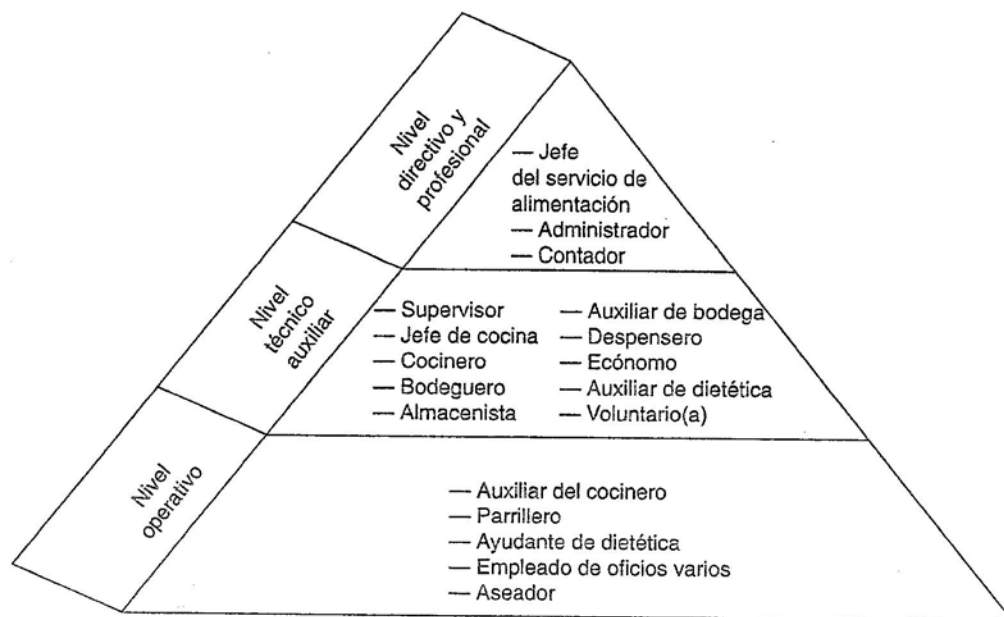 Nivel
directivo y
profesional
— Jefe
del servicio de
alimentación
— Administrador
— Contador
Nivel
técnico
auxiliar
— Supervisor
— Jefe de cocina
— Cocinero
— Bodeguero
— Almacenista
— Auxiliar de bodega
— Despensero
— Ecónomo
— Auxiliar de dietética
— Voluntario(a)
Nivel
operativo
— Auxiliar del cocinero
— Parrillero
— Ayudante de dietética
— Empleado de oficios varios
— Aseador